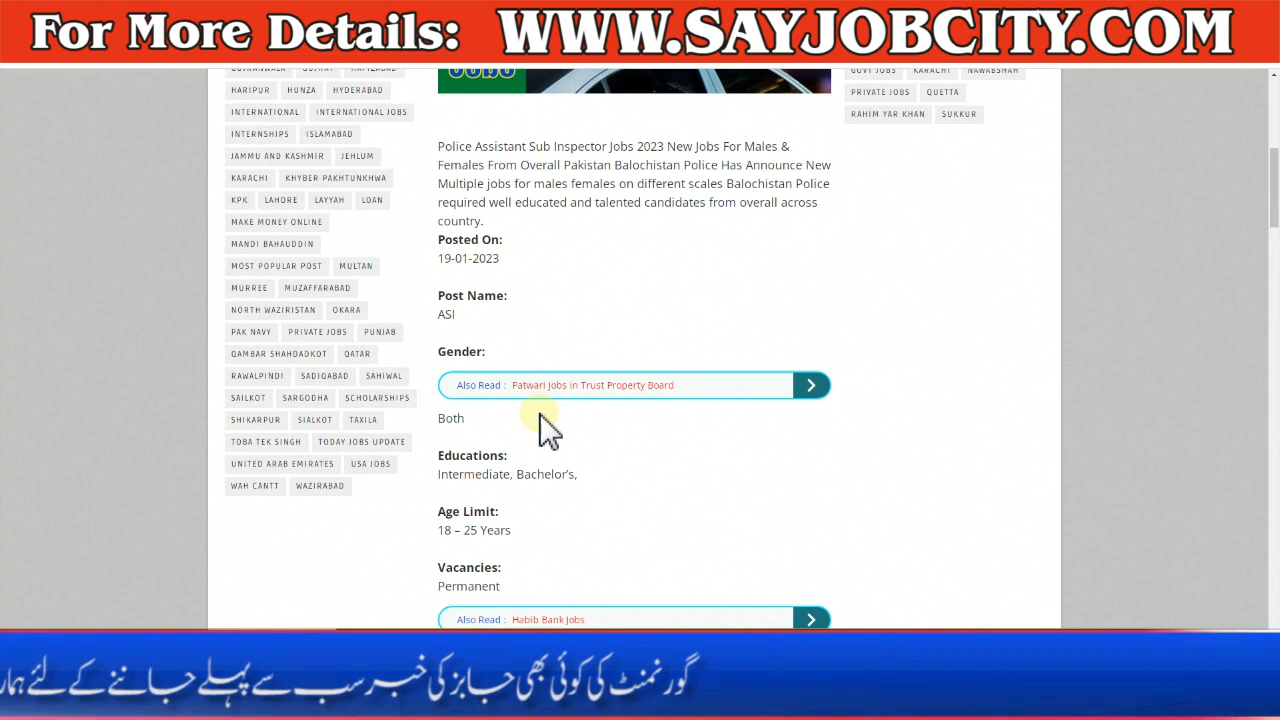 For More Details: WWW.SAYJOBCITY.COM
HARIPUR HUNZA HYDERABAD
INTERNATIONAL INTERNATIONAL JOBS
INTERNSHIPS ISLAMABAD
JAMMU AND KASHMIR JEHLUM
KARACHI KHYBER PAKHTUNKHWA
KPK LAHORE LAYYAH LOAN
MAKE MONEY ONLINE
MANDI BAHAUDDIN
MOST POPULAR POST MULTAN
MURREE MUZAFFARABAD
NORTH WAZIRISTAN OKARA
PAK NAVY PRIVATE JOBS PUNJAB
QAMBAR SHAHDADKOT QATAR
RAWALPINDI SADIQABAD SAHIWAL
SAILKOT SARGODHA SCHOLARSHIPS
SHIKARPUR SIALKOT TAXILA
TOBA TEK SINGH TODAY JOBS UPDATE
UNITED ARAB EMIRATES USA JOBS
WAH CANTT WAZIRABAD
Police Assistant Sub Inspector Jobs 2023 New Jobs For Males &
Females From Overall Pakistan Balochistan Police Has Announce New
Multiple jobs for males females on different scales Balochistan Police
required well educated and talented candidates from overall across
country.
Posted On:
19-01-2023
Post Name:
ASI
Gender:
Also Read : Patwari Jobs in Trust Property Board
Both
Educations:
Intermediate, Bachelor's,
Age Limit:
18 – 25 Years
Vacancies:
Permanent
Also Read : Habib Bank Jobs
GOVT JOBS KARACHI NAWABSHAH
PRIVATE JOBS QUETTA
RAHIM YAR KHAN SUKKUR
گورنمنٹ کی کوئی بھی جابز کی خبر سب سے پہلے جاننے کے لئے